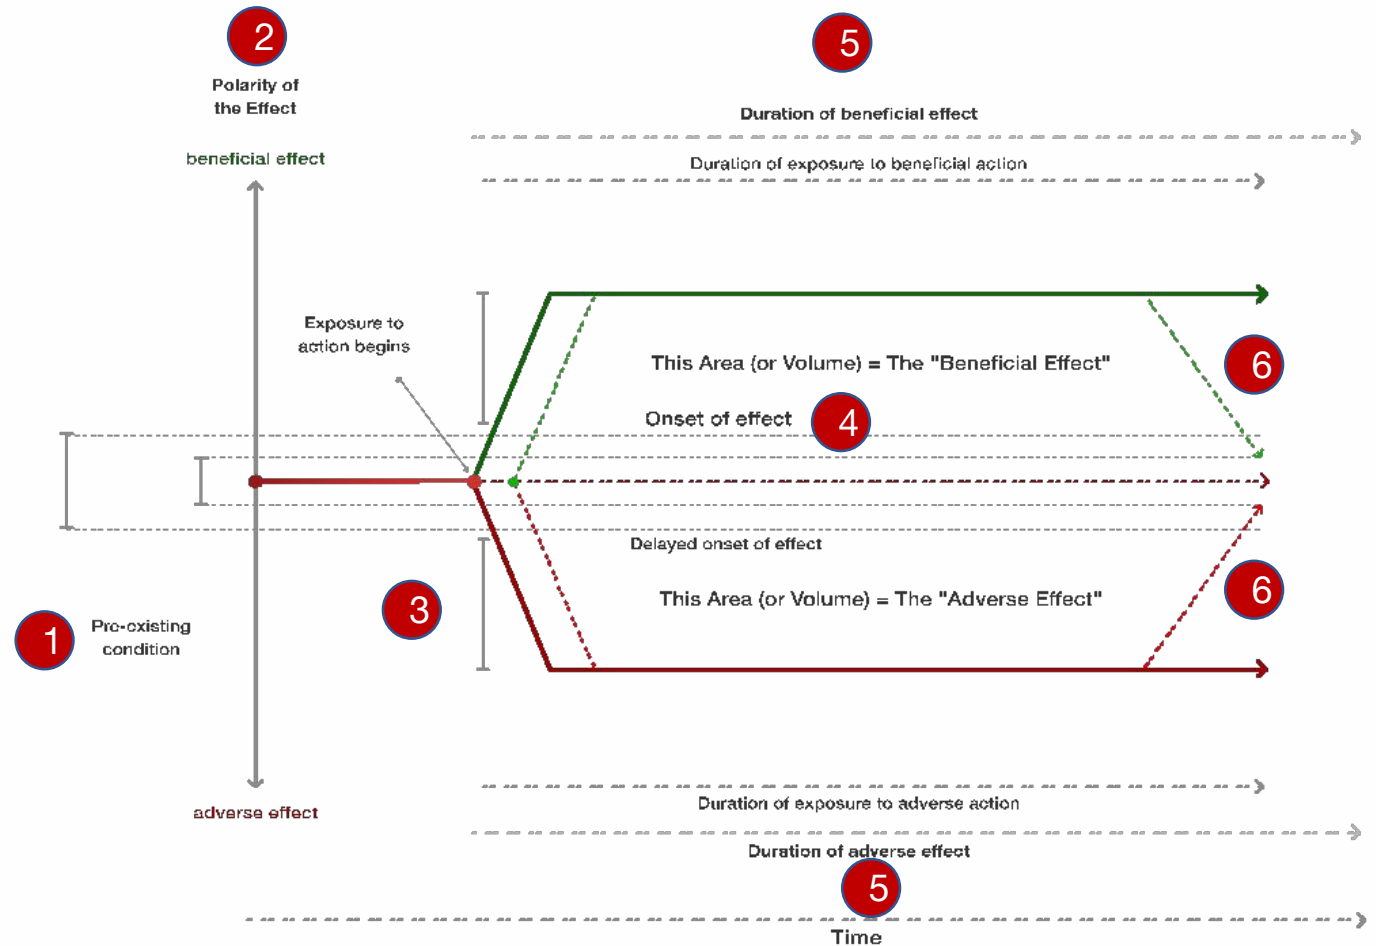 2
5
Polarity of
the Effect
Duration of beneficial effect
beneficial effect
Duration of exposure to beneficial action
Exposure to
action begins
This Area (or Volume) = The "Beneficial Effect"
6
Onset of effect
4
Delayed onset of effect
This Area (or Volume) = The "Adverse Effect"
6
3
1
Pre-existing
condition
adverse effect
Duration of exposure to adverse action
Duration of adverse effect
5
Time